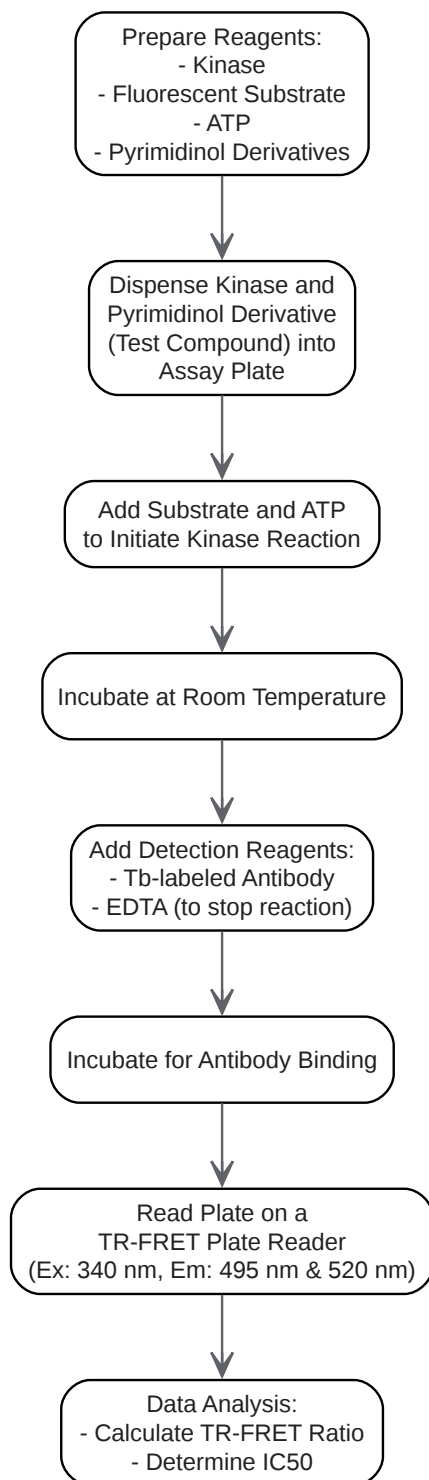 Prepare Reagents:
- Kinase
- Fluorescent Substrate
- ATP
- Pyrimidinol Derivatives
Dispense Kinase and
Pyrimidinol Derivative
(Test Compound) into
Assay Plate
Add Substrate and ATP
to Initiate Kinase Reaction
Incubate at Room Temperature
Add Detection Reagents:
- Tb-labeled Antibody
- EDTA (to stop reaction)
Incubate for Antibody Binding
Read Plate on a
TR-FRET Plate Reader
(Ex: 340 nm, Em: 495 nm & 520 nm)
Data Analysis:
- Calculate TR-FRET Ratio
- Determine IC50